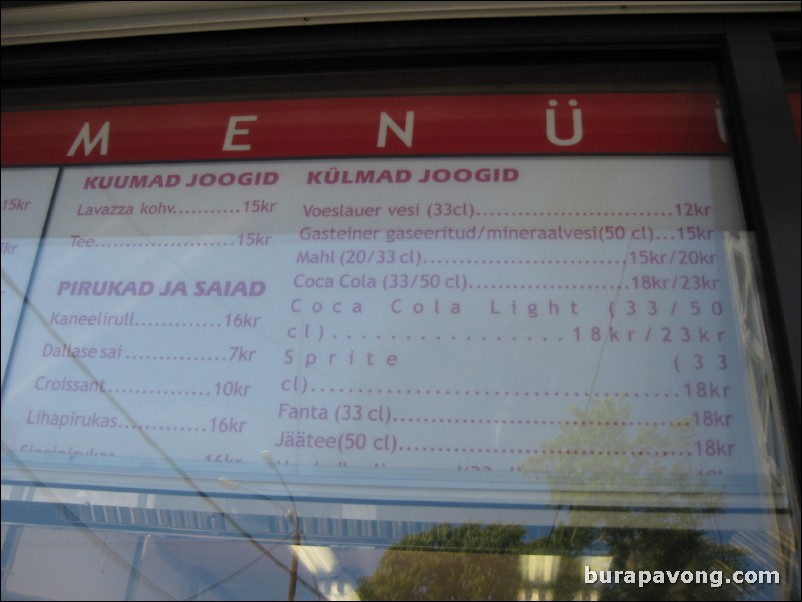 MENÜ
15kr
KUUMAD JOOGID
Lavazza kohv...........15kr
Tee........................15kr
PIRUKAD JA SAIAD
Kaneelirull.............16kr
Dallase sai ...............7kr
Croissant................10kr
Lihapirukas.............16kr
KÜLMAD JOOGID
Voeslauer vesi (33cl)..............................12kr
Gasteiner gaseeritud/mineraalvesi(50 cl)...15kr
Mahl (20/33 cl)...............................15kr/20kr
Coca Cola (33/50 cl).........................18kr/23kr
Coca Cola Light (33/50
cl).................18kr/23kr
Sprite (33
cl)..........................................18kr
Fanta (33 cl)...............................................18kr
Jäätee(50 cl)..............................................18kr
burapavong.com